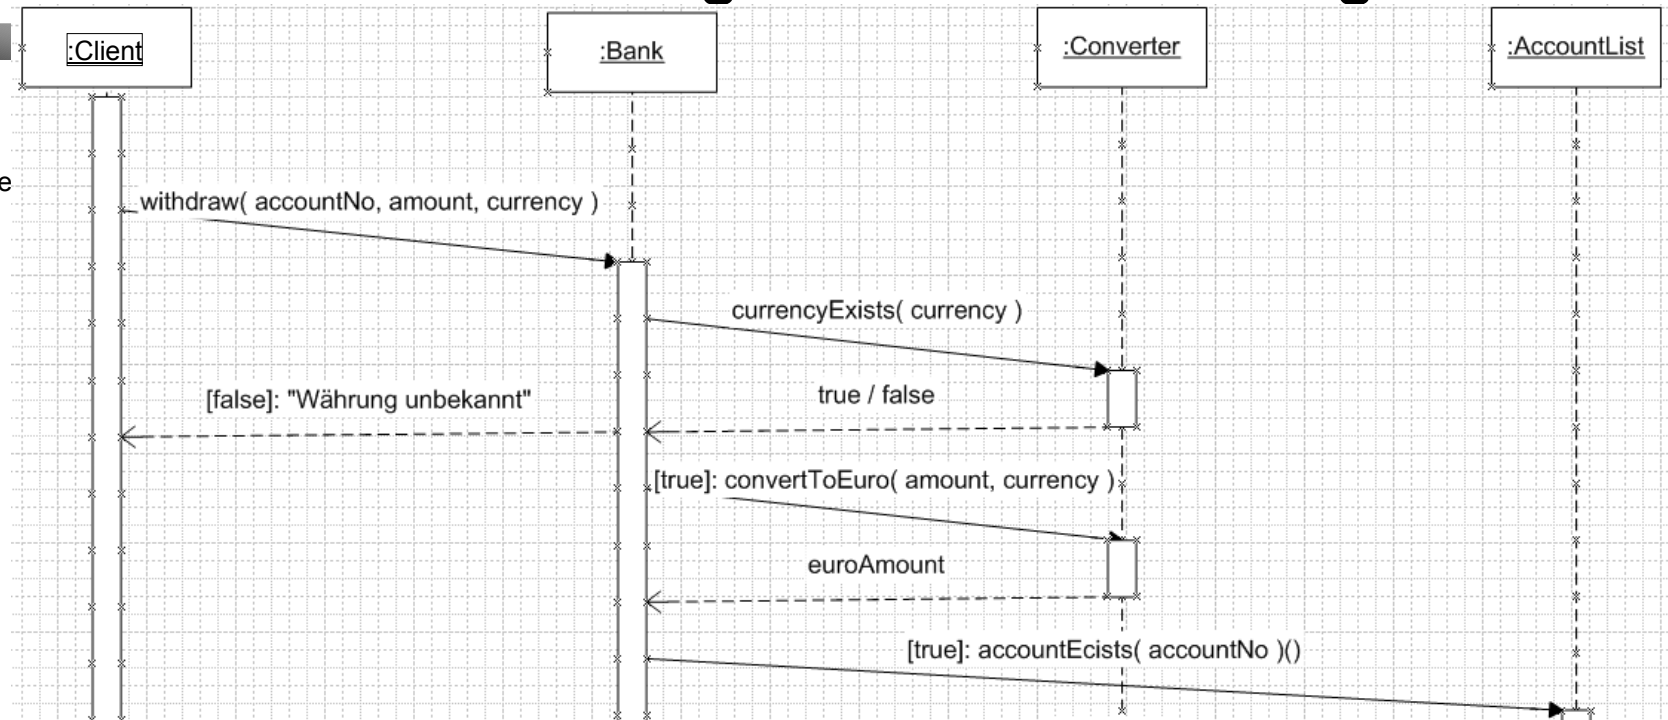 :Client
:Bank
:Converter
:AccountList
e
withdraw( accountNo, amount, currency )
currencyExists( currency )
true / false
[false]: "Währung unbekannt"
[true]: convertToEuro( amount, currency )
euroAmount
[true]: accountEcists( accountNo )()